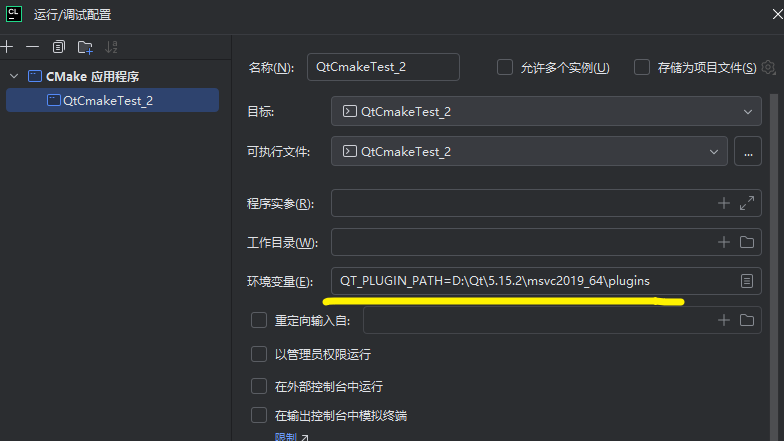 CL 运行/调试配置
CMake 应用程序
QtCmakeTest_2
名称(N): QtCmakeTest_2 允许多个实例(U) 存储为项目文件(S)
目标: QtCmakeTest_2
可执行文件: QtCmakeTest_2 ...
程序实参(R):
工作目录(W):
环境变量(E): QT_PLUGIN_PATH=D:\Qt\5.15.2\msvc2019_64\plugins
重定向输入自:
以管理员权限运行
在外部控制台中运行
在输出控制台中模拟终端
限制